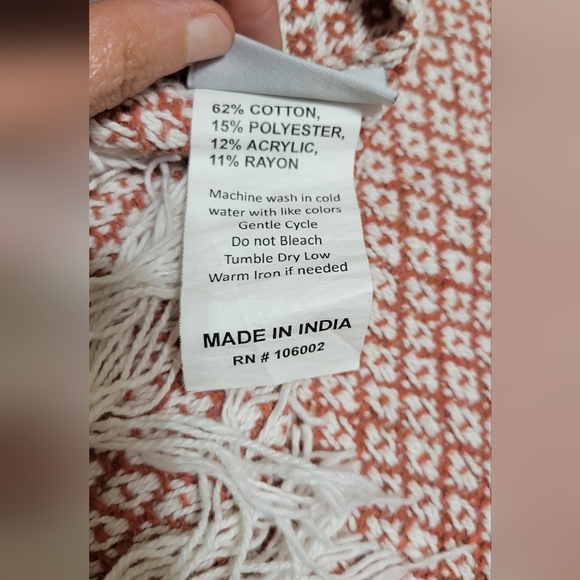 62% COTTON,
15% POLYESTER,
12% ACRYLIC,
11% RAYON
Machine wash in cold
water with like colors
Gentle Cycle
Do not Bleach
Tumble Dry Low
Warm Iron if needed
MADE IN INDIA
RN # 106002